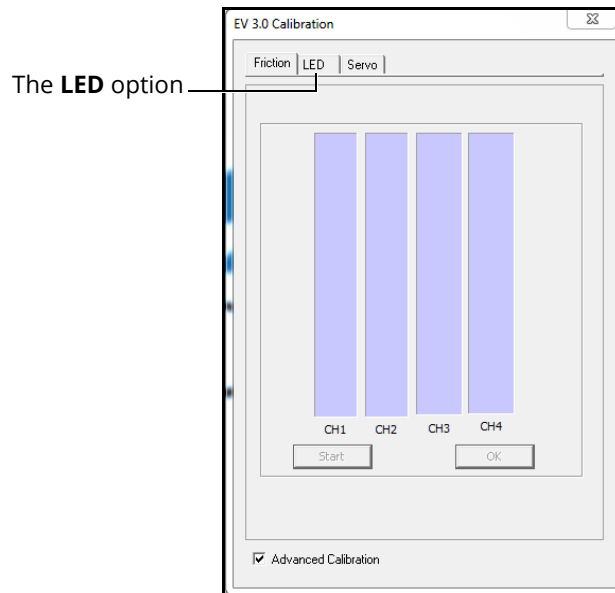 EV 3.0 Calibration
Friction LED Servo
The LED option
CH1 CH2 CH3 CH4
Start OK
Advanced Calibration